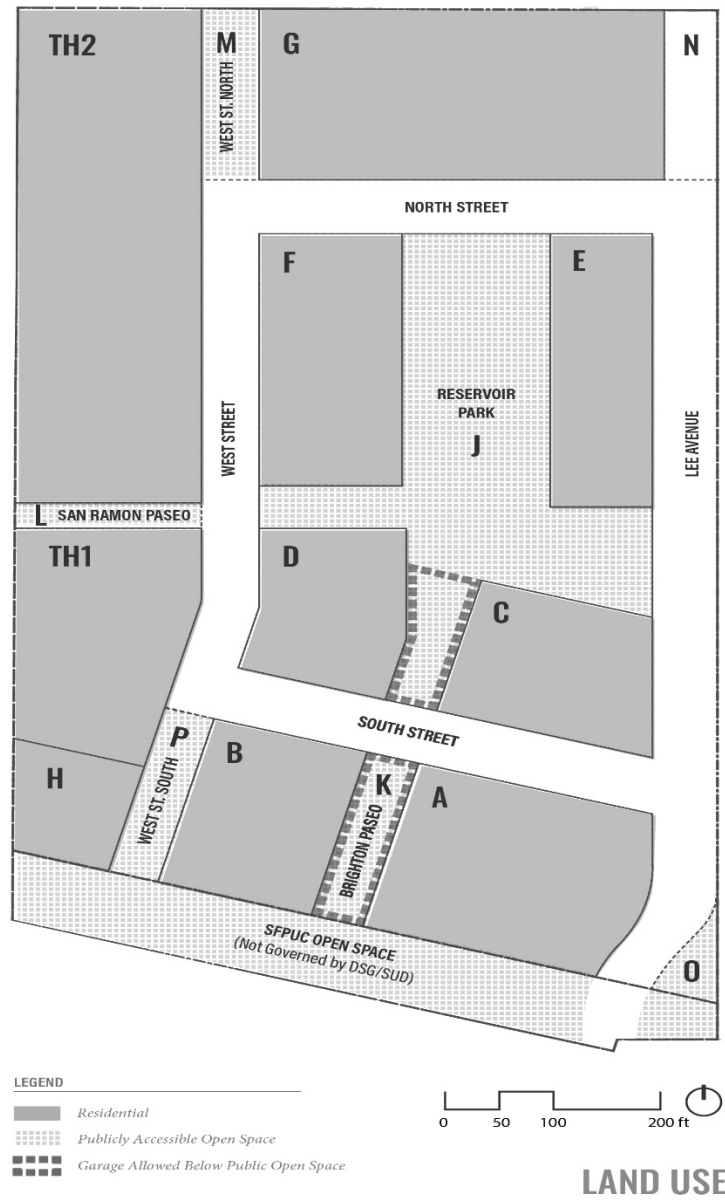 TH2
M
WEST ST. NORTH
G
N
NORTH STREET
F
E
RESERVOIR
PARK
J
WEST STREET
LEE AVENUE
L SAN RAMON PASEO
TH1
D
C
SOUTH STREET
P
WEST ST. SOUTH
B
K
BRIGHTON PASEO
A
H
SFPUC OPEN SPACE
(Not Governed by DSG/SUD)
O
LEGEND
Residential
Publicly Accessible Open Space
Garage Allowed Below Public Open Space
0 50 100 200 ft
LAND USE